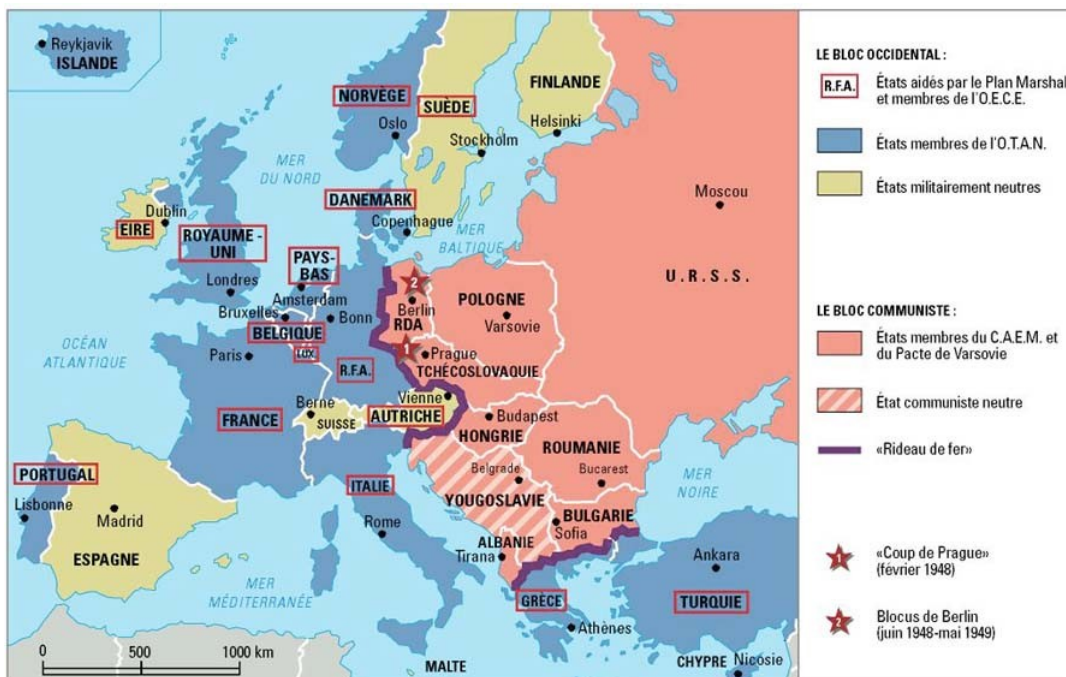 Reykjavik
ISLANDE
NORVÈGE
Oslo
SUÈDE
Stockholm
FINLANDE
Helsinki
MER
DU NORD
DANEMARK
Copenhague
MER
BALTIQUE
Moscou
U.R.S.S.
Dublin
EIRE
ROYAUME-
UNI
Londres
PAYS-
BAS
Amsterdam
Bruxelles
BELGIQUE
LUX.
Bonn
R.F.A.
2
Berlin
RDA
POLOGNE
Varsovie
1
Prague
TCHÉCOSLOVAQUIE
OCÉAN
ATLANTIQUE
Paris
FRANCE
Berne
SUISSE
Vienne
AUTRICHE
Budapest
HONGRIE
ROUMANIE
Bucarest
Belgrade
YOUGOSLAVIE
BULGARIE
Sofia
MER
NOIRE
PORTUGAL
Lisbonne
Madrid
ESPAGNE
ITALIE
Rome
ALBANIE
Tirana
GRÈCE
Athènes
Ankara
TURQUIE
MER
MÉDITERRANÉE
MALTE
CHYPRE
Nicosie
0 500 1000 km
LE BLOC OCCIDENTAL :
R.F.A.
États aidés par le Plan Marshal
et membres de l'O.E.C.E.
États membres de l'O.T.A.N.
États militairement neutres
LE BLOC COMMUNISTE :
États membres du C.A.E.M. et
du Pacte de Varsovie
État communiste neutre
«Rideau de fer»
1
«Coup de Prague»
(février 1948)
2
Blocus de Berlin
(juin 1948-mai 1949)